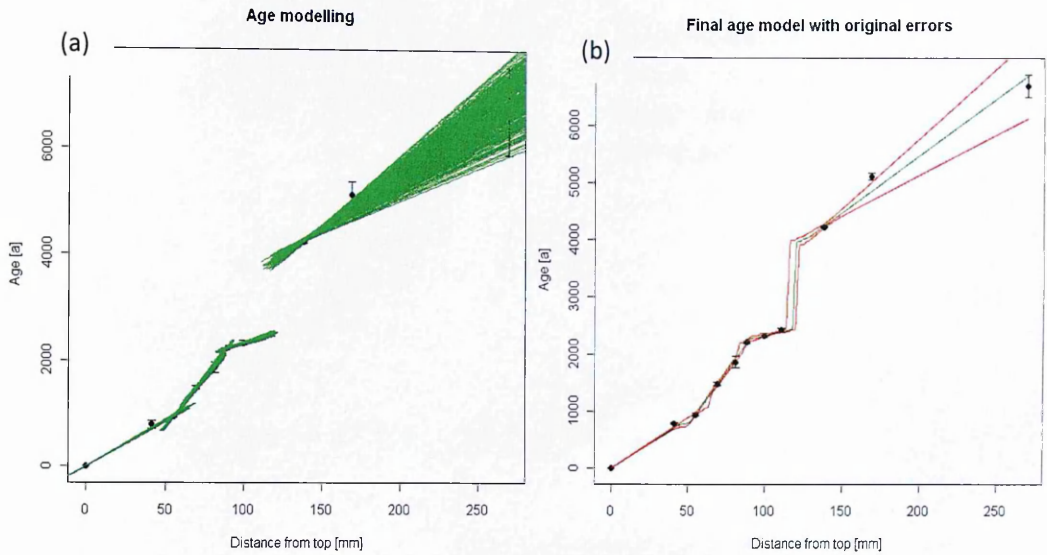 Age modelling
Final age model with original errors
(a)
(b)
Age [a]
6000
4000
2000
0
0
50
100
150
200
250
Distance from top [mm]
Age [a]
6000
5000
4000
3000
2000
1000
0
0
50
100
150
200
250
Distance from top [mm]